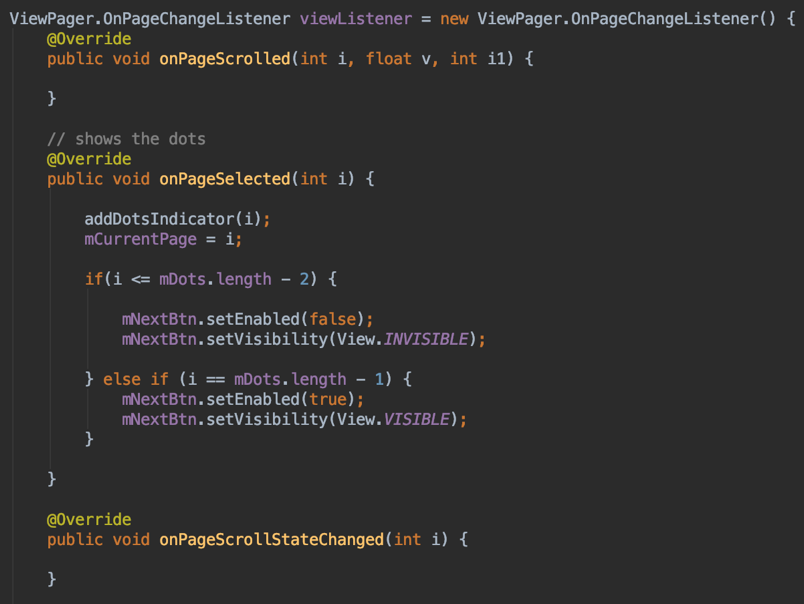 ViewPager.OnPageChangeListener viewListener = new ViewPager.OnPageChangeListener() {
@Override
public void onPageScrolled(int i, float v, int i1) {
}
// shows the dots
@Override
public void onPageSelected(int i) {
addDotsIndicator(i);
mCurrentPage = i;
if(i <= mDots.length - 2) {
mNextBtn.setEnabled(false);
mNextBtn.setVisibility(View.INVISIBLE);
} else if (i == mDots.length - 1) {
mNextBtn.setEnabled(true);
mNextBtn.setVisibility(View.VISIBLE);
}
}
@Override
public void onPageScrollStateChanged(int i) {
}